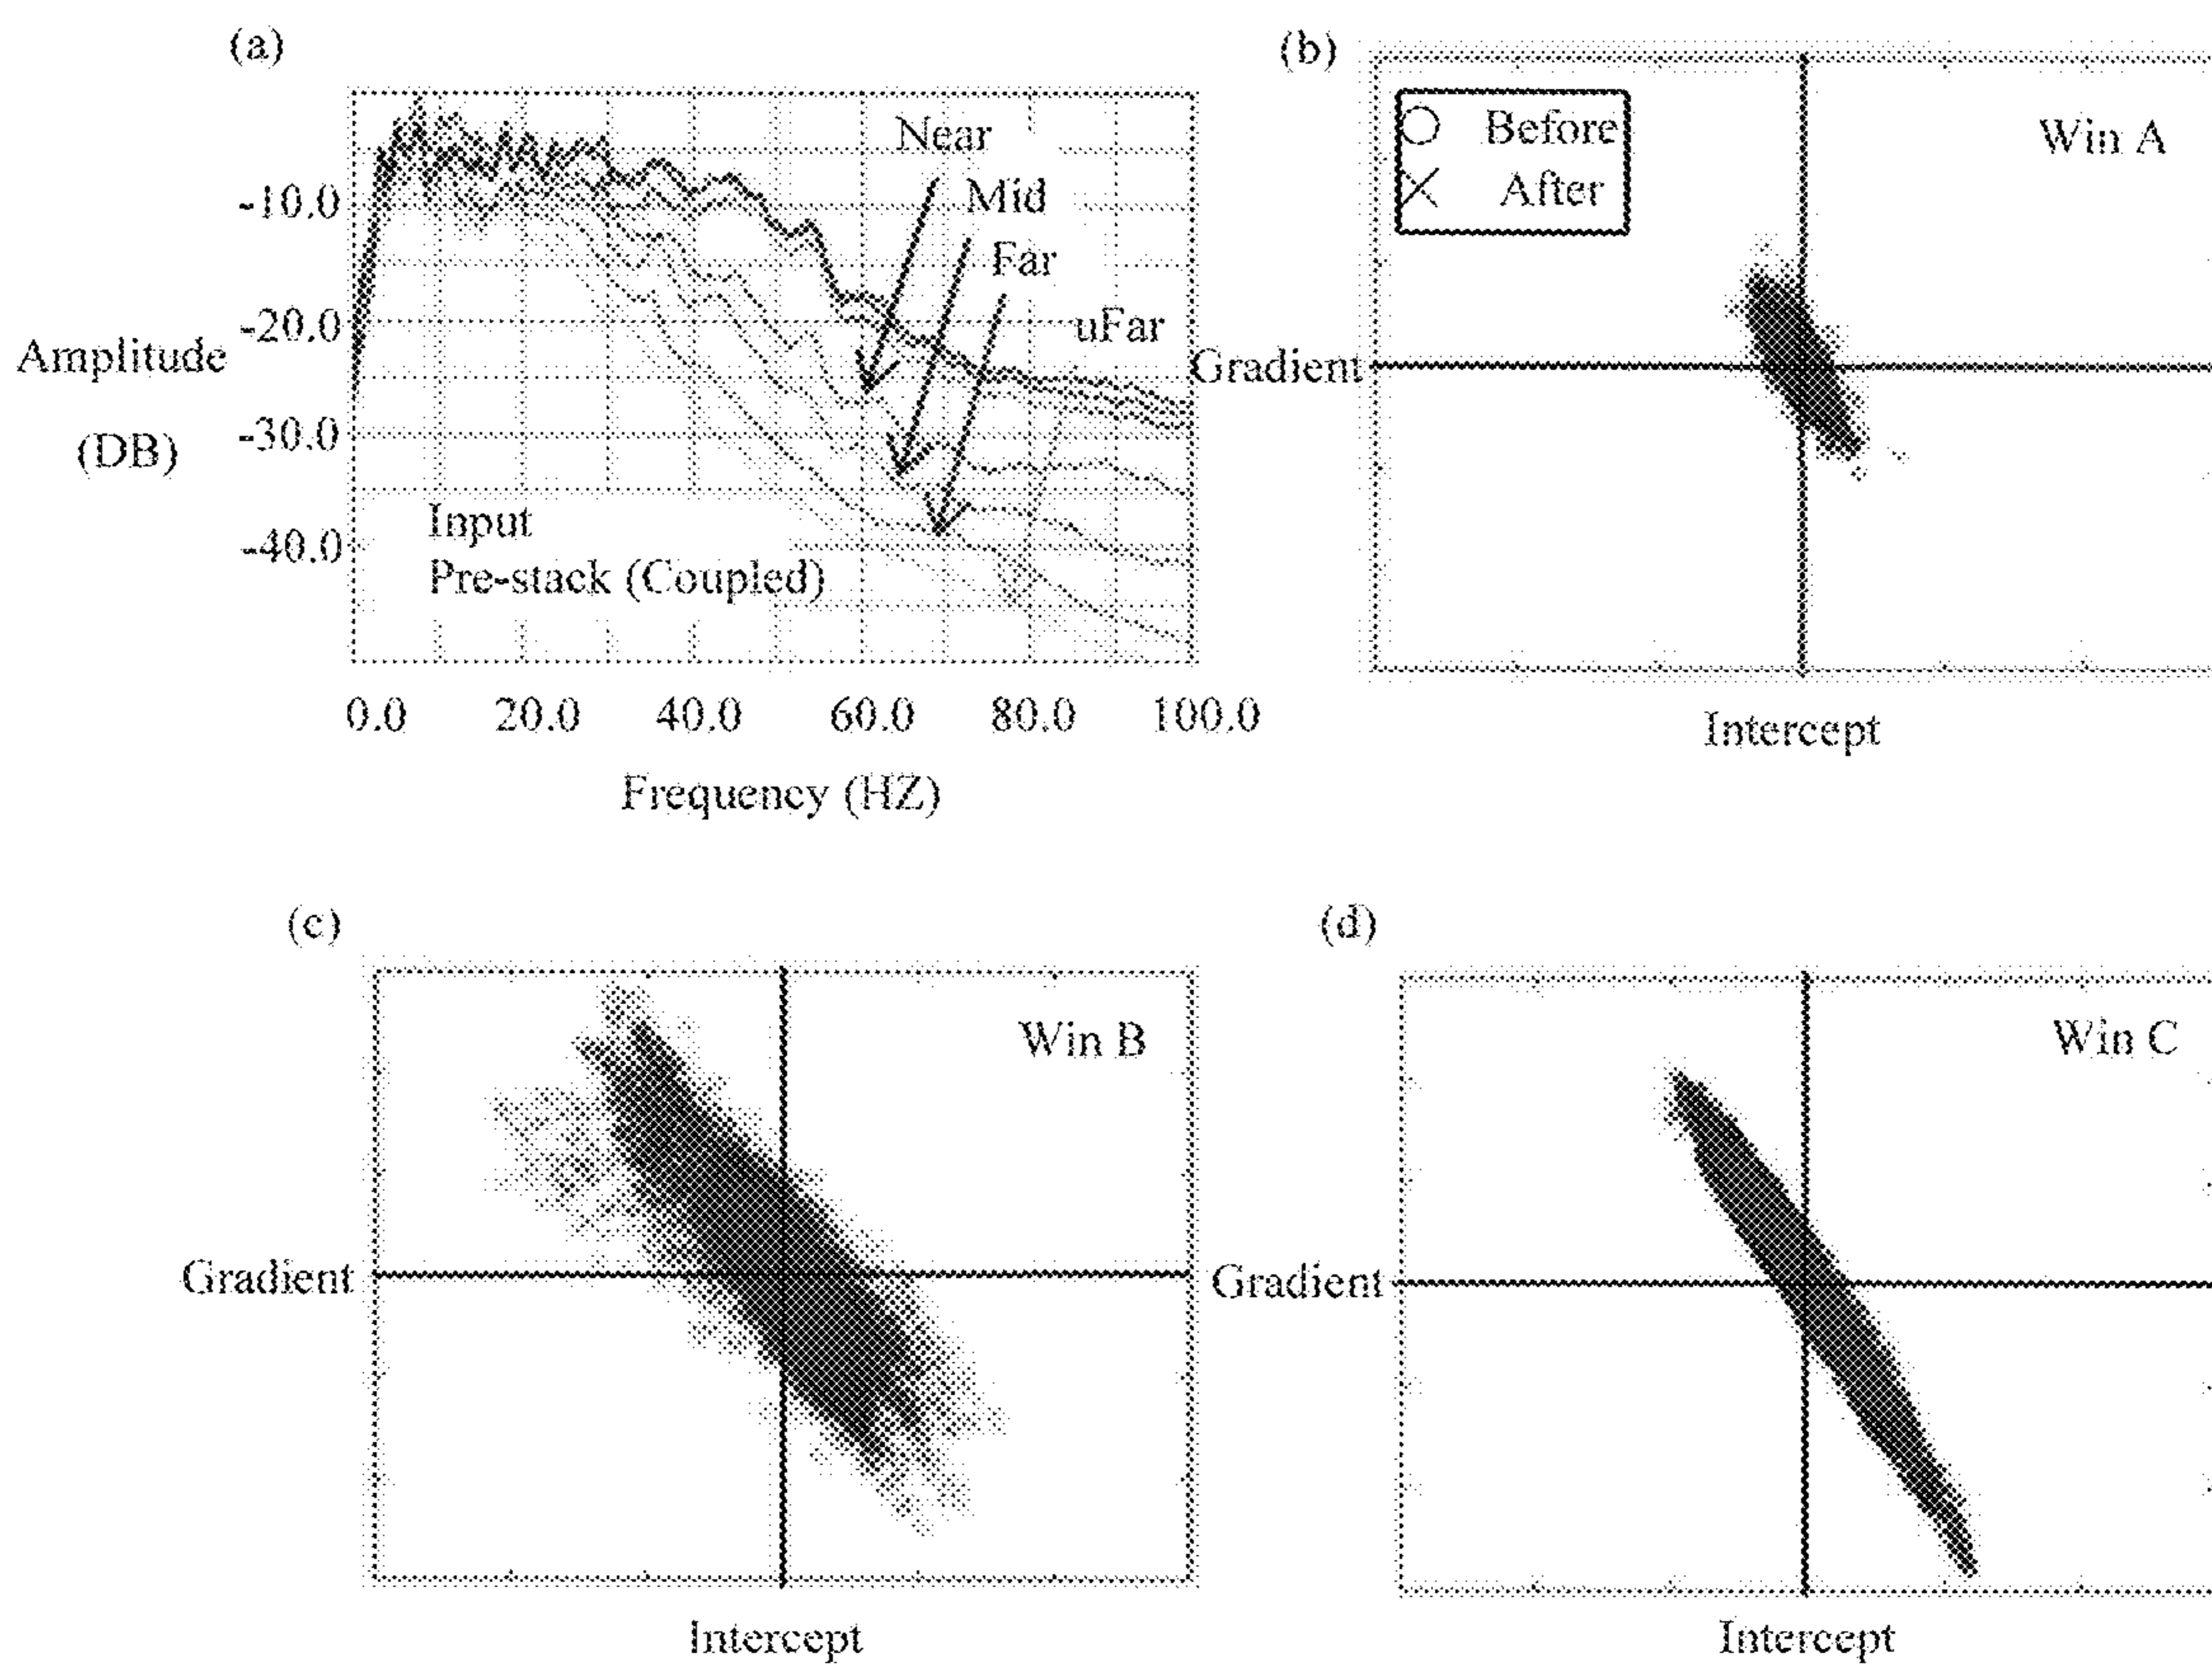 (a)
Near
Mid
Far
uFar
-10.0
-20.0
-30.0
-40.0
Amplitude
(DB)
Input
Pre-stack (Coupled)
0.0 20.0 40.0 60.0 80.0 100.0
Frequency (HZ)
(b)
Before
After
Win A
Gradient
Intercept
(c)
Win B
Gradient
Intercept
(d)
Win C
Gradient
Intercept